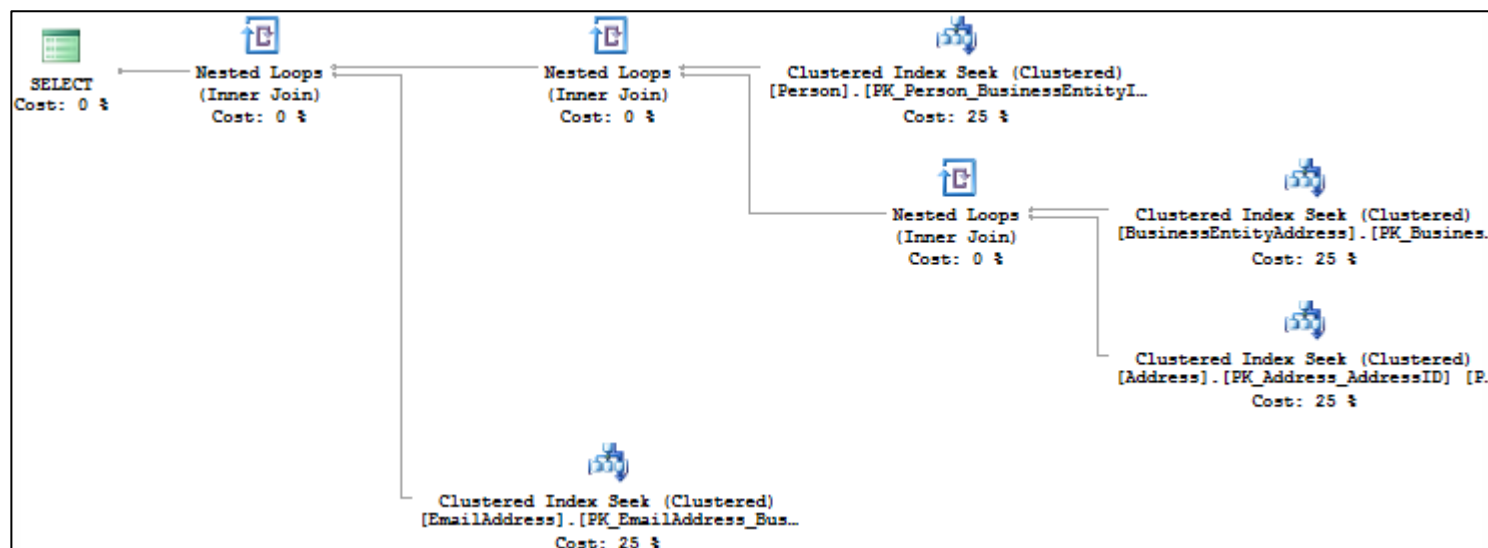 SELECT
Cost: 0 %
Nested Loops
(Inner Join)
Cost: 0 %
Nested Loops
(Inner Join)
Cost: 0 %
Clustered Index Seek (Clustered)
[Person].[PK_Person_BusinessEntityI…
Cost: 25 %
Nested Loops
(Inner Join)
Cost: 0 %
Clustered Index Seek (Clustered)
[BusinessEntityAddress].[PK_Busines…
Cost: 25 %
Clustered Index Seek (Clustered)
[Address].[PK_Address_AddressID] [P…
Cost: 25 %
Clustered Index Seek (Clustered)
[EmailAddress].[PK_EmailAddress_Bus…
Cost: 25 %